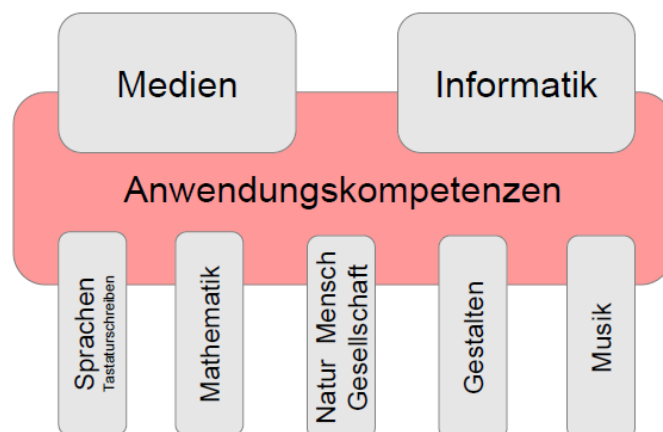 Medien
Informatik
Anwendungskompetenzen
Sprachen
Tastaturschreiben
Mathematik
Natur Mensch
Gesellschaft
Gestalten
Musik